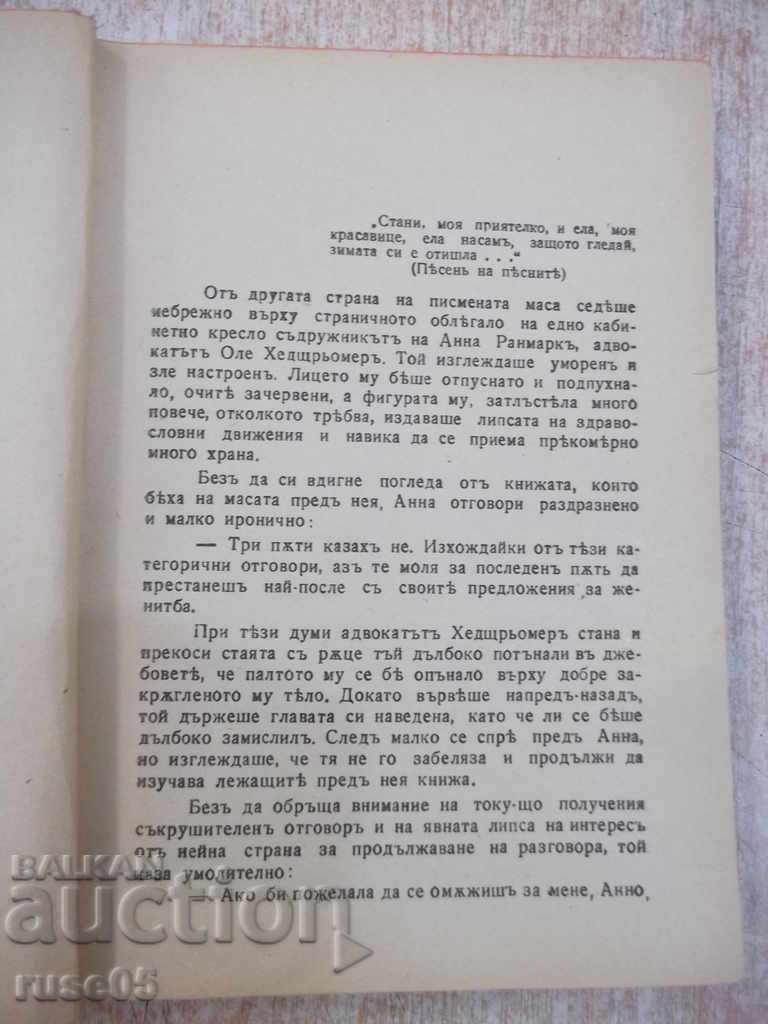 „Стани, моя приятелко, и ела, моя
красавице, ела насамъ, защото гледай,
зимата си е отишла . . .“
(Пѣсень на пѣснитѣ)
Отъ другата страна на писмената маса седѣше
небрежно върху страничното облѣгало на едно каби-
нетно кресло съдружникътъ на Анна Ранмаркъ, адво-
катътъ Оле Хедщрьомеръ. Той изглеждаше уморенъ и
зле настроенъ. Лицето му бѣше отпуснато и подпухна-
ло, очитѣ зачервени, а фигурата му, затлъстѣла много
повече, отколкото трѣбва, издаваше липсата на здраво-
словни движения и навика да се приема прѣкомѣрно
много храна.
Безъ да си вдигне погледа отъ книжата, които
бѣха на масата предъ нея, Анна отговори раздразнено
и малко иронично:
— Три пѫти казахъ не. Изхождайки отъ тѣзи ка-
тегорични отговори, азъ те моля за последенъ пѫть да
престанешъ най-после съ своитѣ предложения за же-
нитба.
При тѣзи думи адвокатътъ Хедщрьомеръ стана и
прекоси стаята съ рѫце тъй дълбоко потънали въ дже-
боветѣ, че палтото му се бѣ опънало върху добре за-
крѫгленото му тѣло. Докато вървѣше напредъ-назадъ,
той държеше главата си наведена, като че ли се бѣше
дълбоко замислилъ. Следъ малко се спрѣ предъ Анна,
но изглеждаше, че тя не го забеляза и продължи да
изучава лежащитѣ предъ нея книжа.
Безъ да обръща внимание на току-що получения
съкрушителенъ отговоръ и на явната липса на интересъ
отъ нейна страна за продължаване на разговора, той
каза умолително:
— Ако би пожелала да се омѫжишъ за мене, Анно,
BALKAN
auction
ruse05